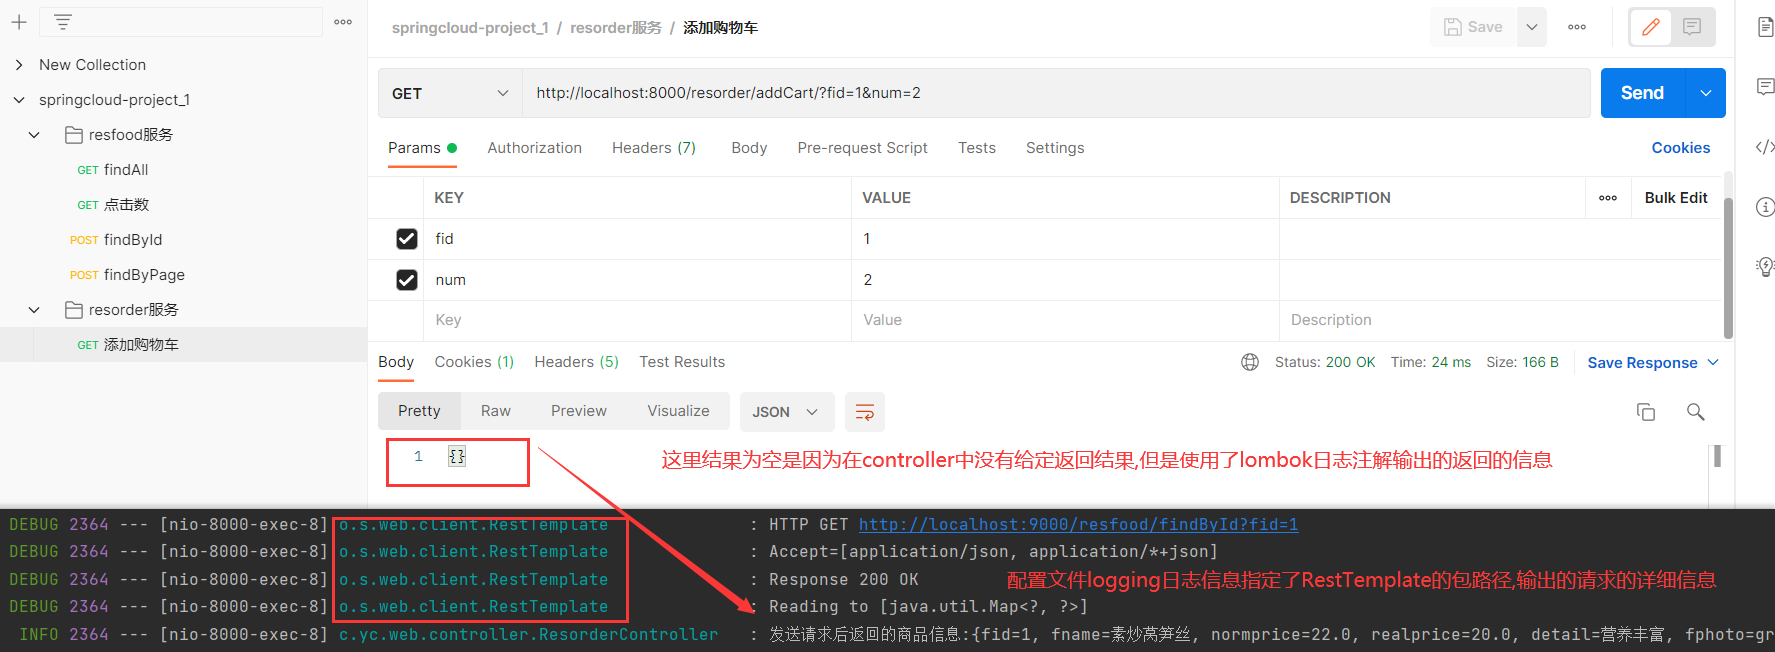 springcloud-project_1 / resorder服务 / 添加购物车
Save
New Collection
springcloud-project_1
resfood服务
GET findAll
GET 点击数
POST findById
POST findByPage
resorder服务
GET 添加购物车
GET
http://localhost:8000/resorder/addCart/?fid=1&num=2
Send
Params
Authorization
Headers (7)
Body
Pre-request Script
Tests
Settings
Cookies
KEY
VALUE
DESCRIPTION
Bulk Edit
fid
1
num
2
Key
Value
Description
Body
Cookies (1)
Headers (5)
Test Results
Status: 200 OK
Time: 24 ms
Size: 166 B
Save Response
Pretty
Raw
Preview
Visualize
JSON
1 {}
这里结果为空是因为在controller中没有给定返回结果,但是使用了lombok日志注解输出的返回的信息
DEBUG 2364 --- [nio-8000-exec-8] o.s.web.client.RestTemplate : HTTP GET http://localhost:9000/resfood/findById?fid=1
DEBUG 2364 --- [nio-8000-exec-8] o.s.web.client.RestTemplate : Accept=[application/json, application/*+json]
DEBUG 2364 --- [nio-8000-exec-8] o.s.web.client.RestTemplate : Response 200 OK
配置文件logging日志信息指定了RestTemplate的包路径,输出的请求的详细信息
DEBUG 2364 --- [nio-8000-exec-8] o.s.web.client.RestTemplate : Reading to [java.util.Map<?, ?>]
INFO 2364 --- [nio-8000-exec-8] c.yc.web.controller.ResorderController : 发送请求后返回的商品信息:{fid=1, fname=素炒莴笋丝, normprice=22.0, realprice=20.0, detail=营养丰富, fphoto=gr